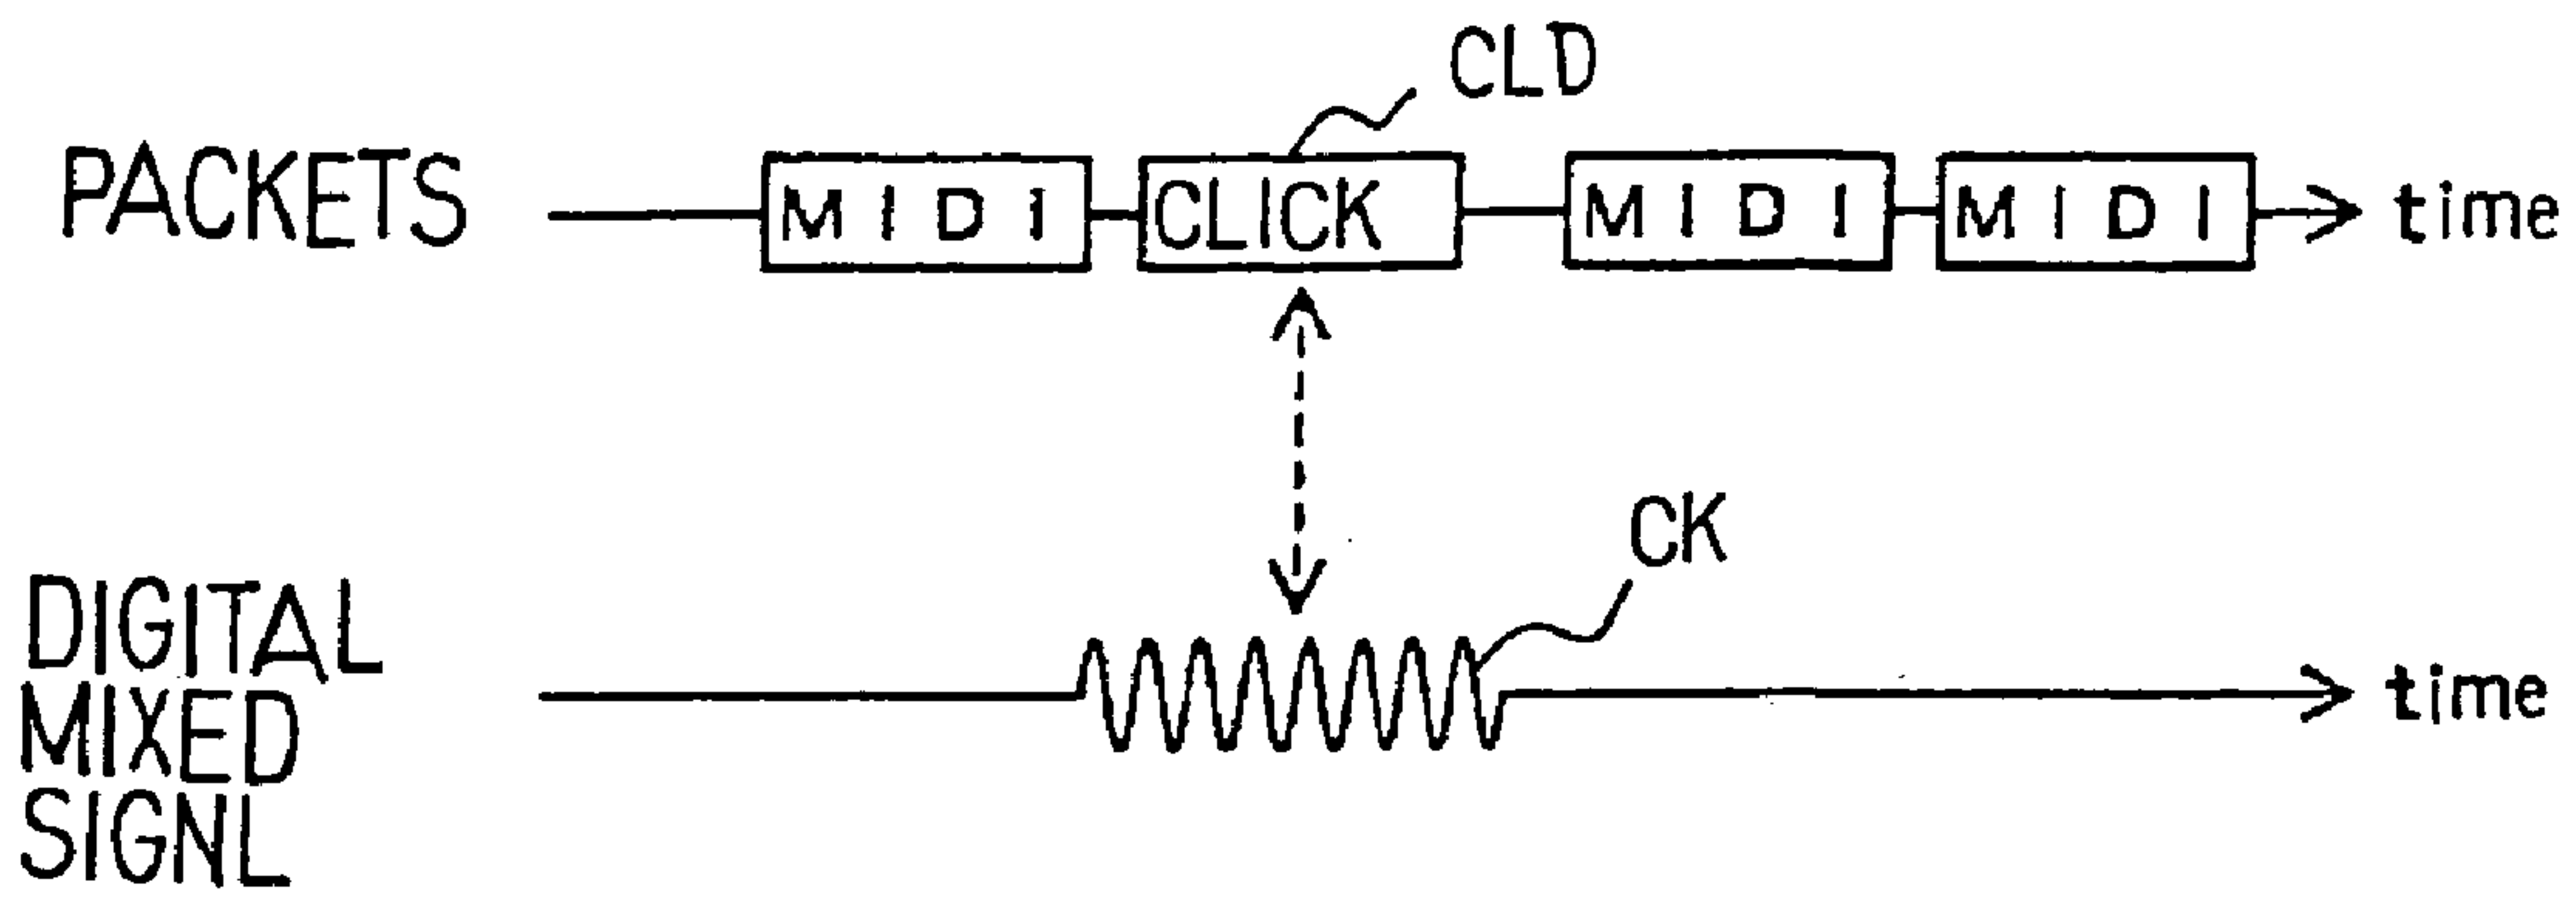 CLD
PACKETS MIDI CLICK MIDI MIDI time
CK
DIGITAL
MIXED time
SIGNL